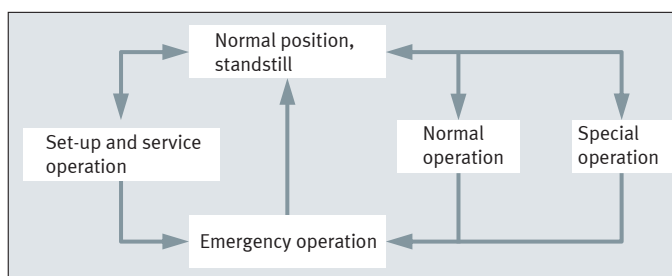 Normal position,
standstill
Set-up and service
operation
Normal
operation
Special
operation
Emergency operation